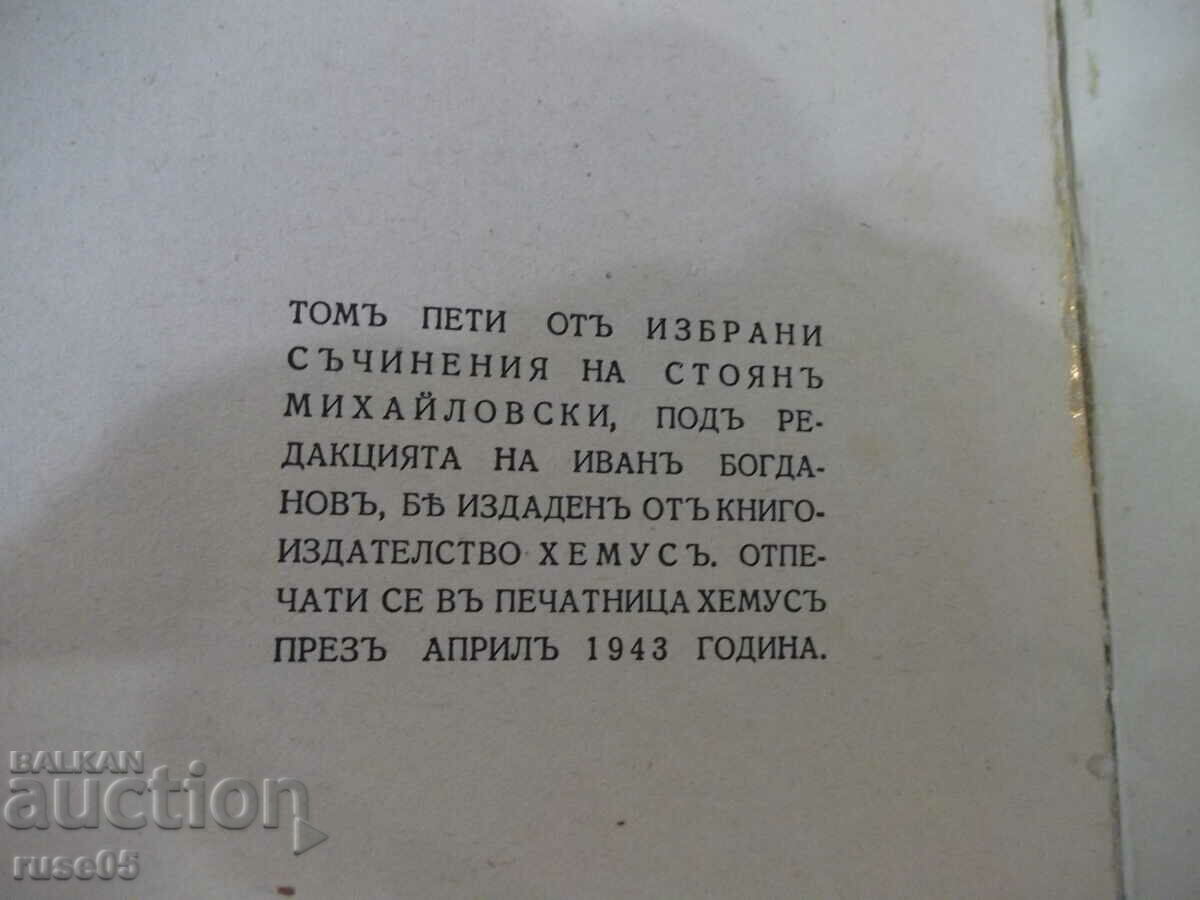 ТОМЪ ПЕТИ ОТЪ ИЗБРАНИ
СЪЧИНЕНИЯ НА СТОЯНЪ
МИХАЙЛОВСКИ, ПОДЪ РЕ-
ДАКЦИЯТА НА ИВАНЪ БОГДА-
НОВЪ, БѢ ИЗДАДЕНЪ ОТЪ КНИГО-
ИЗДАТЕЛСТВО ХЕМУСЪ. ОТПЕ-
ЧАТИ СЕ ВЪ ПЕЧАТНИЦА ХЕМУСЪ
ПРЕЗЪ АПРИЛЪ 1943 ГОДИНА.
BALKAN
auction
ruse05